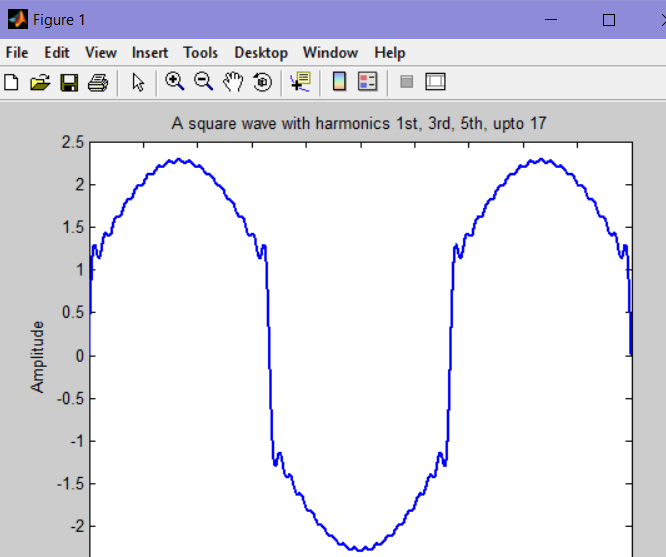 Figure 1
File Edit View Insert Tools Desktop Window Help
A square wave with harmonics 1st, 3rd, 5th, upto 17
2.5
2
1.5
1
0.5
0
-0.5
-1
-1.5
-2
Amplitude